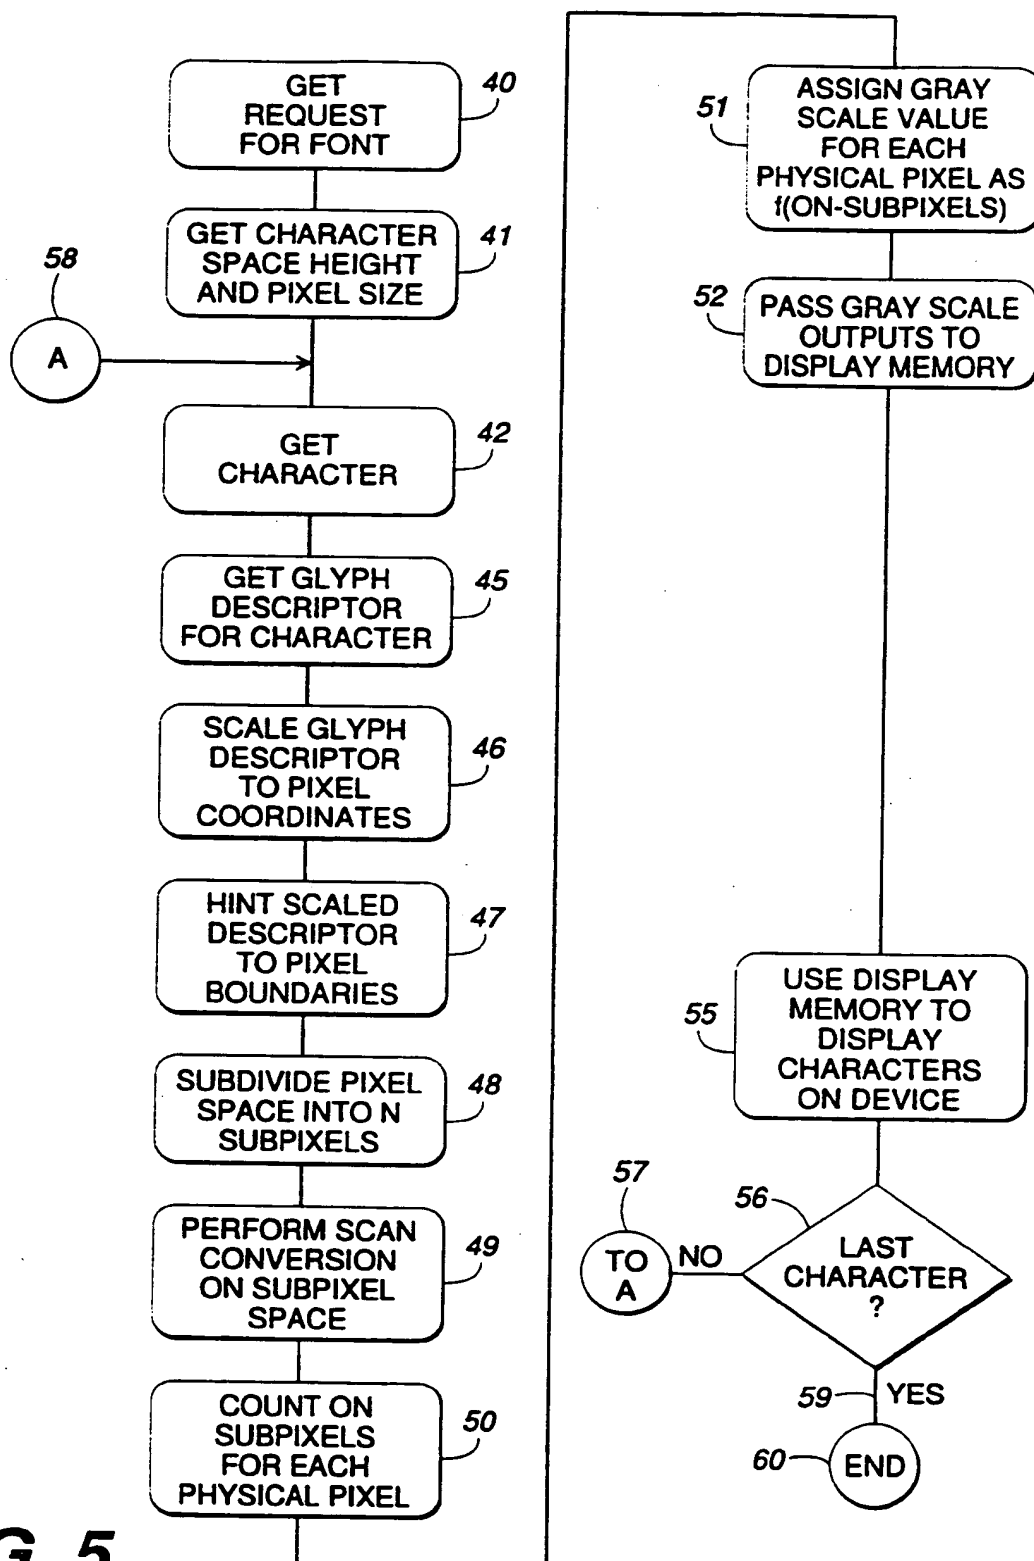 GET
REQUEST
FOR FONT
40
GET CHARACTER
SPACE HEIGHT
AND PIXEL SIZE
41
58
A
GET
CHARACTER
42
GET GLYPH
DESCRIPTOR
FOR CHARACTER
45
SCALE GLYPH
DESCRIPTOR
TO PIXEL
COORDINATES
46
HINT SCALED
DESCRIPTOR
TO PIXEL
BOUNDARIES
47
SUBDIVIDE PIXEL
SPACE INTO N
SUBPIXELS
48
PERFORM SCAN
CONVERSION
ON SUBPIXEL
SPACE
49
COUNT ON
SUBPIXELS
FOR EACH
PHYSICAL PIXEL
50
51
ASSIGN GRAY
SCALE VALUE
FOR EACH
PHYSICAL PIXEL AS
f(ON-SUBPIXELS)
52
PASS GRAY SCALE
OUTPUTS TO
DISPLAY MEMORY
55
USE DISPLAY
MEMORY TO
DISPLAY
CHARACTERS
ON DEVICE
56
LAST
CHARACTER
?
57
TO
A
NO
59
YES
60
END
G. 5